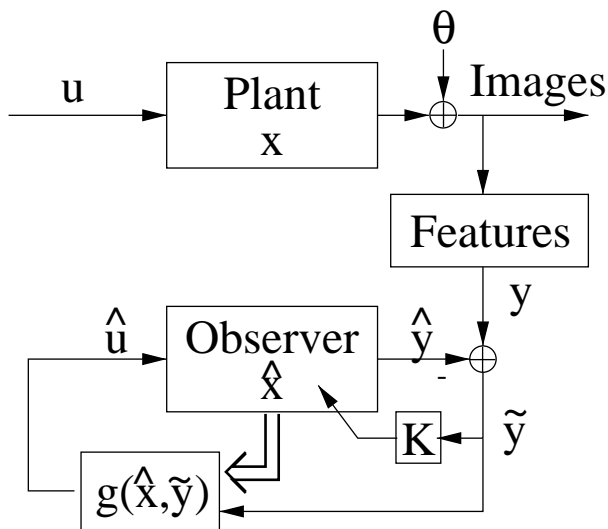 θ
u
Plant
x
Images
Features
y
û
Observer
x̂
ŷ
-
K
ỹ
g(x̂,ỹ)